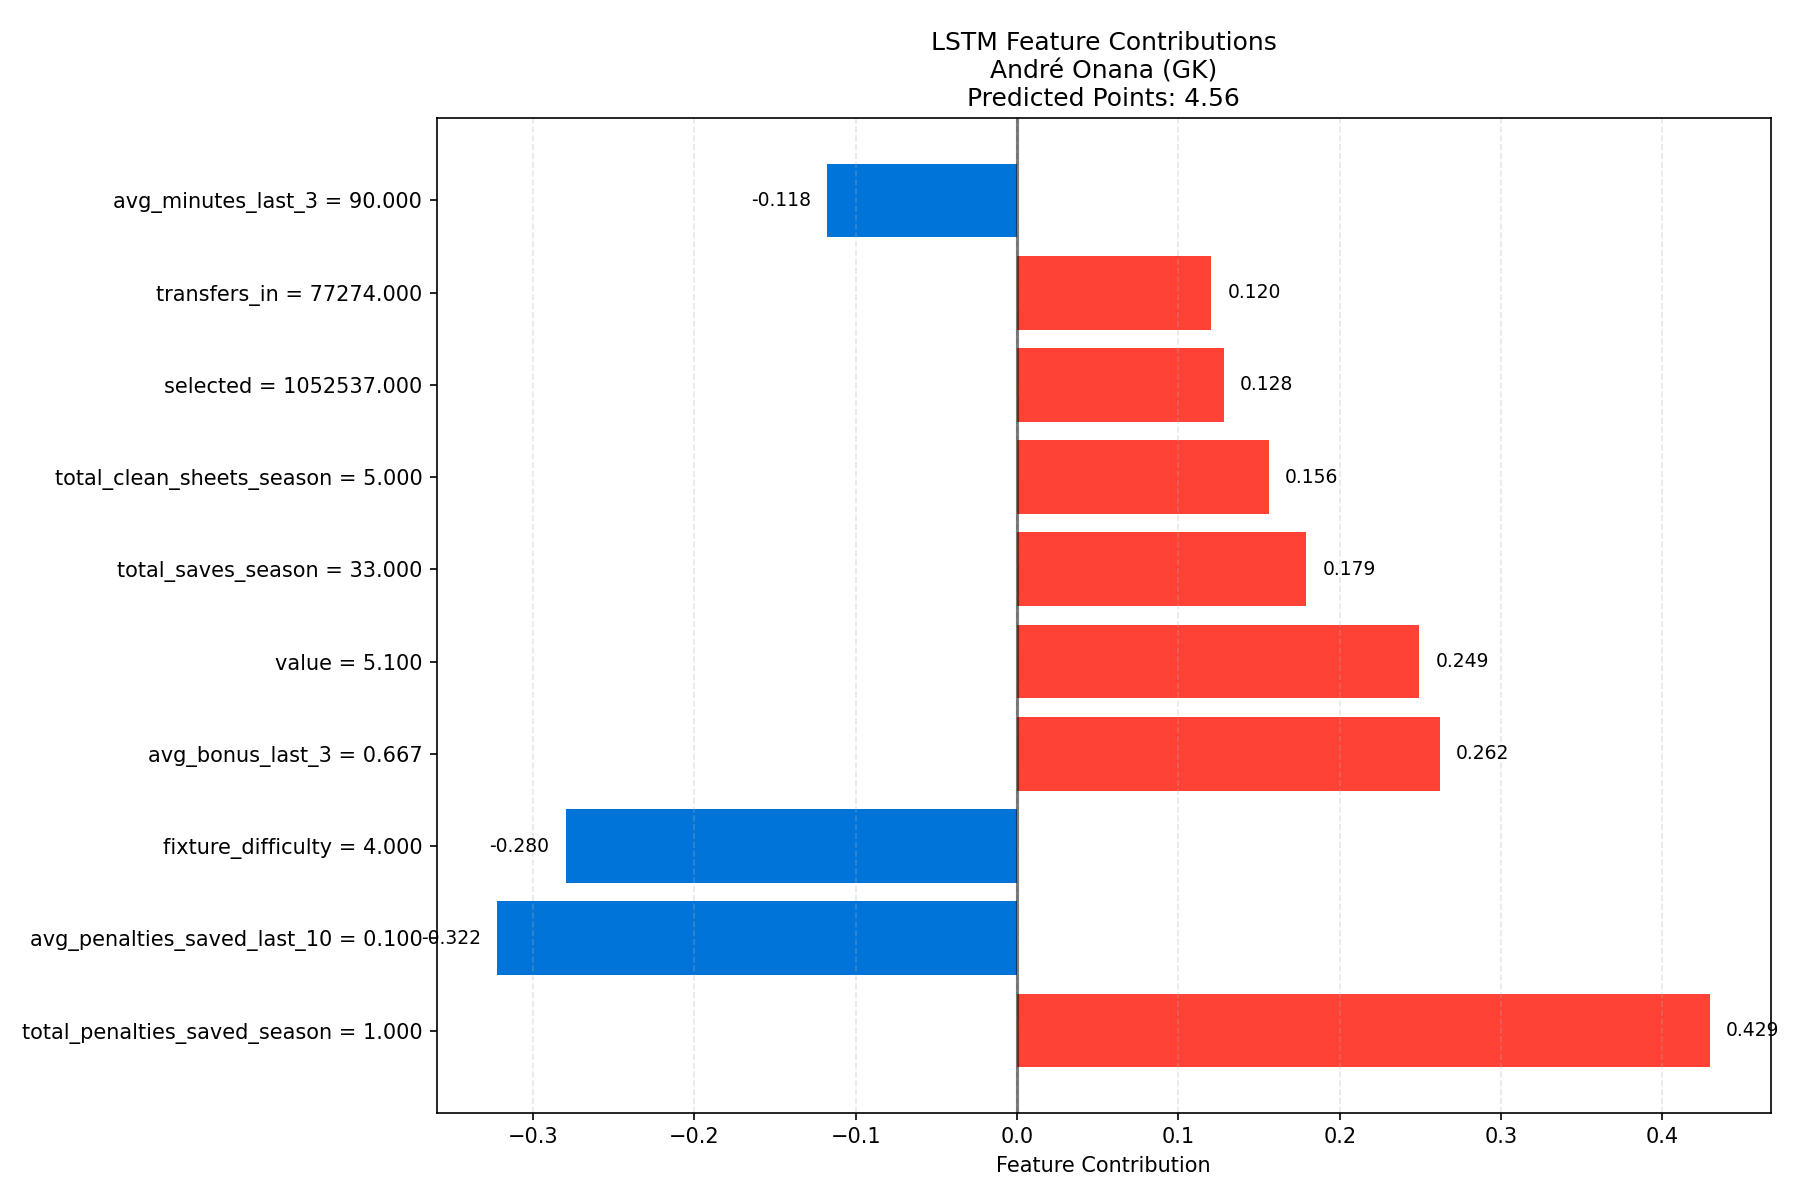 LSTM Feature Contributions
André Onana (GK)
Predicted Points: 4.56
avg_minutes_last_3 = 90.000
-0.118
transfers_in = 77274.000
0.120
selected = 1052537.000
0.128
total_clean_sheets_season = 5.000
0.156
total_saves_season = 33.000
0.179
value = 5.100
0.249
avg_bonus_last_3 = 0.667
0.262
fixture_difficulty = 4.000
-0.280
avg_penalties_saved_last_10 = 0.100
-0.322
total_penalties_saved_season = 1.000
0.429
−0.3 −0.2 −0.1 0.0 0.1 0.2 0.3 0.4
Feature Contribution